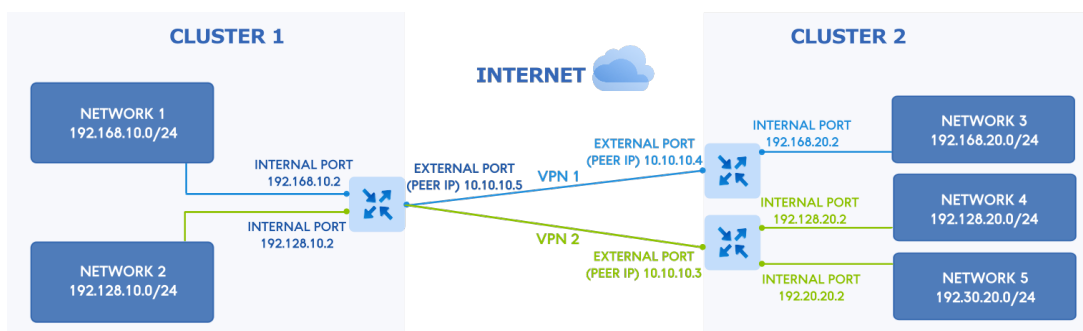 CLUSTER 1
CLUSTER 2
INTERNET
NETWORK 1
192.168.10.0/24
NETWORK 2
192.128.10.0/24
INTERNAL PORT
192.168.10.2
INTERNAL PORT
192.128.10.2
EXTERNAL PORT
(PEER IP) 10.10.10.5
VPN 1
VPN 2
EXTERNAL PORT
(PEER IP) 10.10.10.4
EXTERNAL PORT
(PEER IP) 10.10.10.3
INTERNAL PORT
192.168.20.2
INTERNAL PORT
192.128.20.2
INTERNAL PORT
192.20.20.2
NETWORK 3
192.168.20.0/24
NETWORK 4
192.128.20.0/24
NETWORK 5
192.30.20.0/24